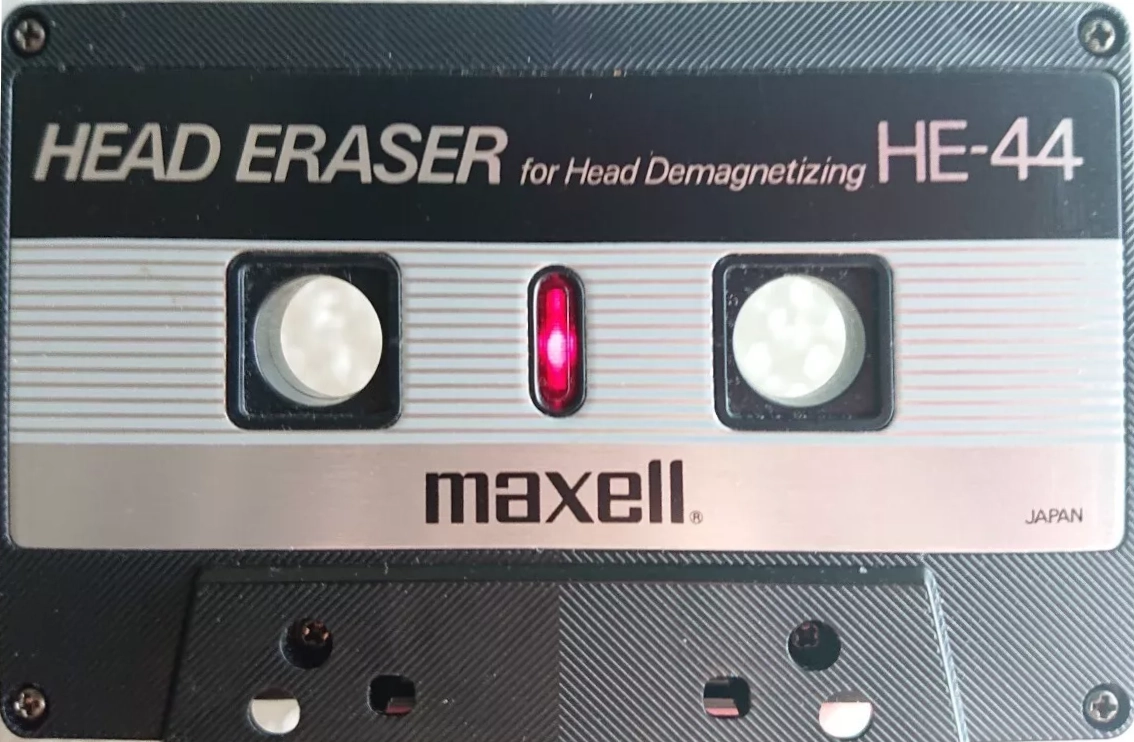 HEAD ERASER for Head Demagnetizing HE-44
maxell®
JAPAN